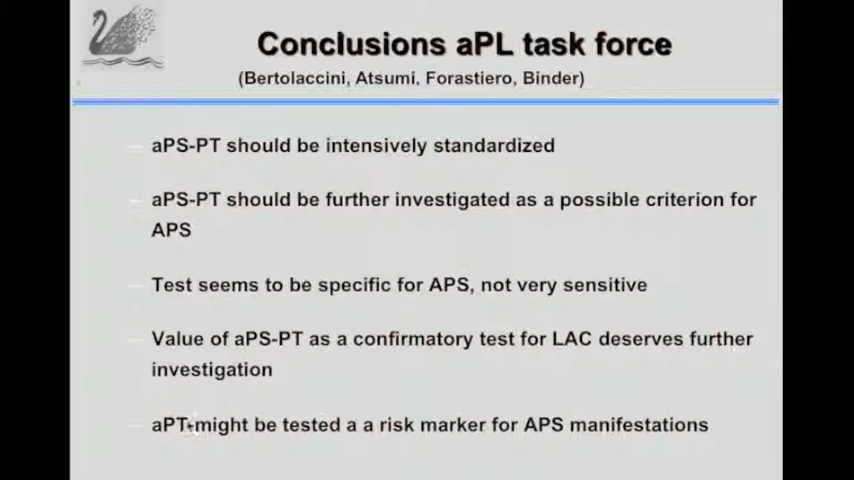 Conclusions aPL task force
(Bertolaccini, Atsumi, Forastiero, Binder)
– aPS-PT should be intensively standardized
– aPS-PT should be further investigated as a possible criterion for
APS
– Test seems to be specific for APS, not very sensitive
– Value of aPS-PT as a confirmatory test for LAC deserves further
investigation
– aPT-might be tested a a risk marker for APS manifestations